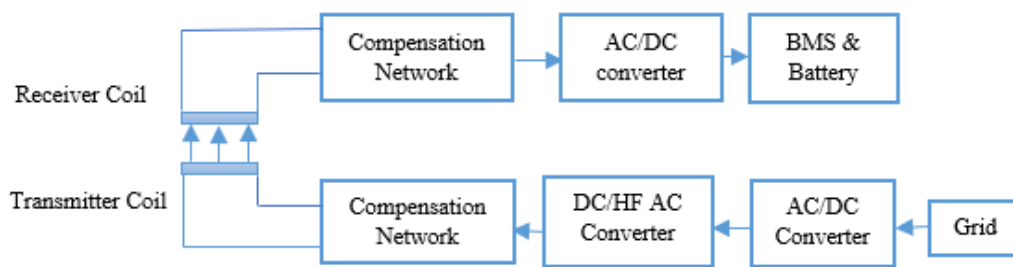 Compensation
Network
AC/DC
converter
BMS &
Battery
Receiver Coil
Transmitter Coil
Compensation
Network
DC/HF AC
Converter
AC/DC
Converter
Grid